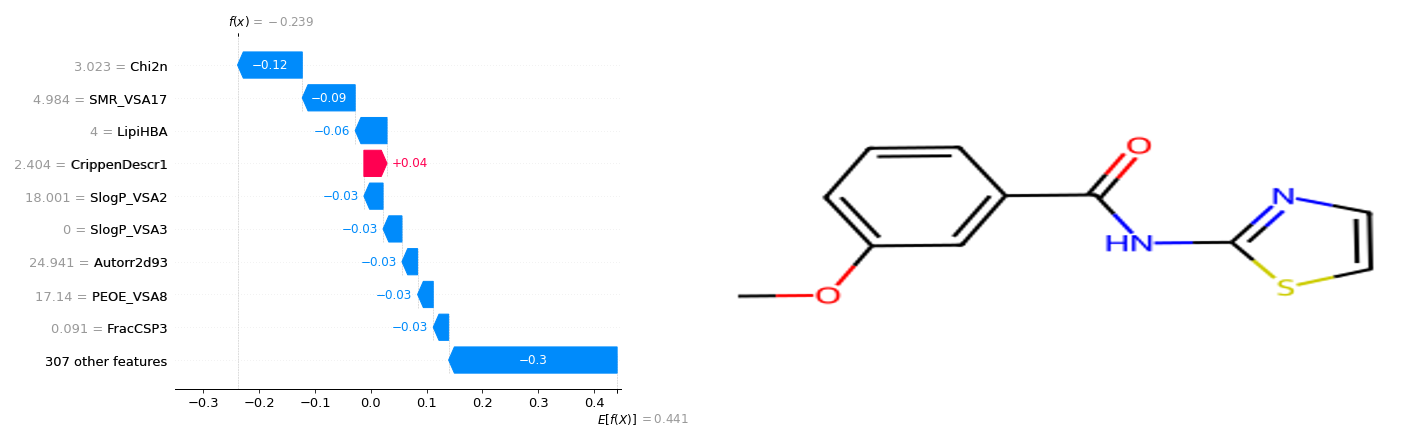 f(x) = −0.239
3.023 = Chi2n
−0.12
4.984 = SMR_VSA17
−0.09
4 = LipiHBA
−0.06
2.404 = CrippenDescr1
+0.04
18.001 = SlogP_VSA2
−0.03
0 = SlogP_VSA3
−0.03
24.941 = Autorr2d93
−0.03
17.14 = PEOE_VSA8
−0.03
0.091 = FracCSP3
−0.03
307 other features
−0.3
−0.3 −0.2 −0.1 0.0 0.1 0.2 0.3 0.4
E[f(X)] = 0.441
O
N
HN
S
O